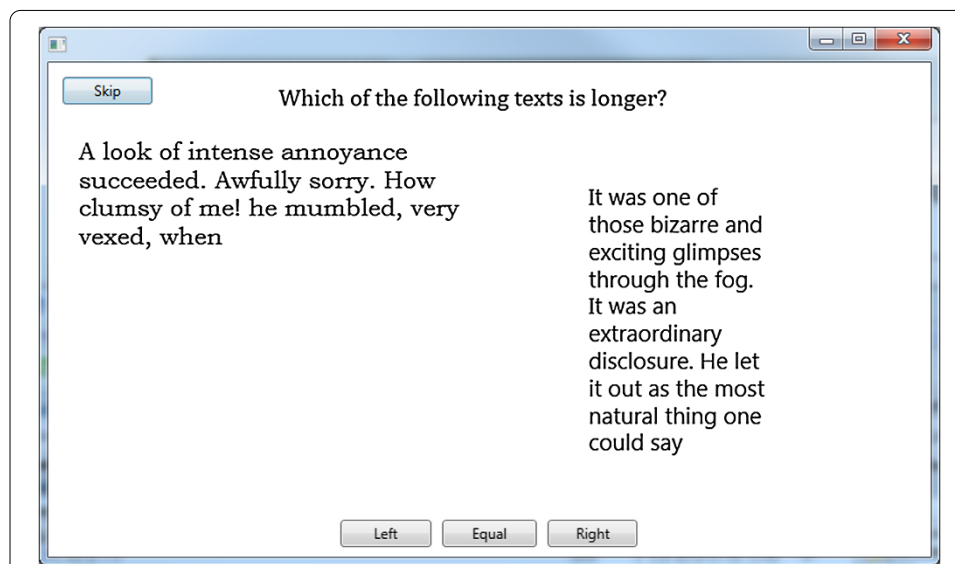 Skip
Which of the following texts is longer?
A look of intense annoyance
succeeded. Awfully sorry. How
clumsy of me! he mumbled, very
vexed, when
It was one of
those bizarre and
exciting glimpses
through the fog.
It was an
extraordinary
disclosure. He let
it out as the most
natural thing one
could say
Left
Equal
Right